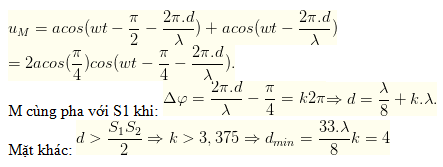 u_M = acos(wt - \frac{\pi}{2} - \frac{2\pi.d}{\lambda}) + acos(wt - \frac{2\pi.d}{\lambda})
= 2acos(\frac{\pi}{4})cos(wt - \frac{\pi}{4} - \frac{2\pi.d}{\lambda}).
M cùng pha với S1 khi: \Delta\varphi = \frac{2\pi.d}{\lambda} - \frac{\pi}{4} = k2\pi \Rightarrow d = \frac{\lambda}{8} + k.\lambda.
Mặt khác: d > \frac{S_1S_2}{2} \Rightarrow k > 3,375 \Rightarrow d_{min} = \frac{33.\lambda}{8} k = 4